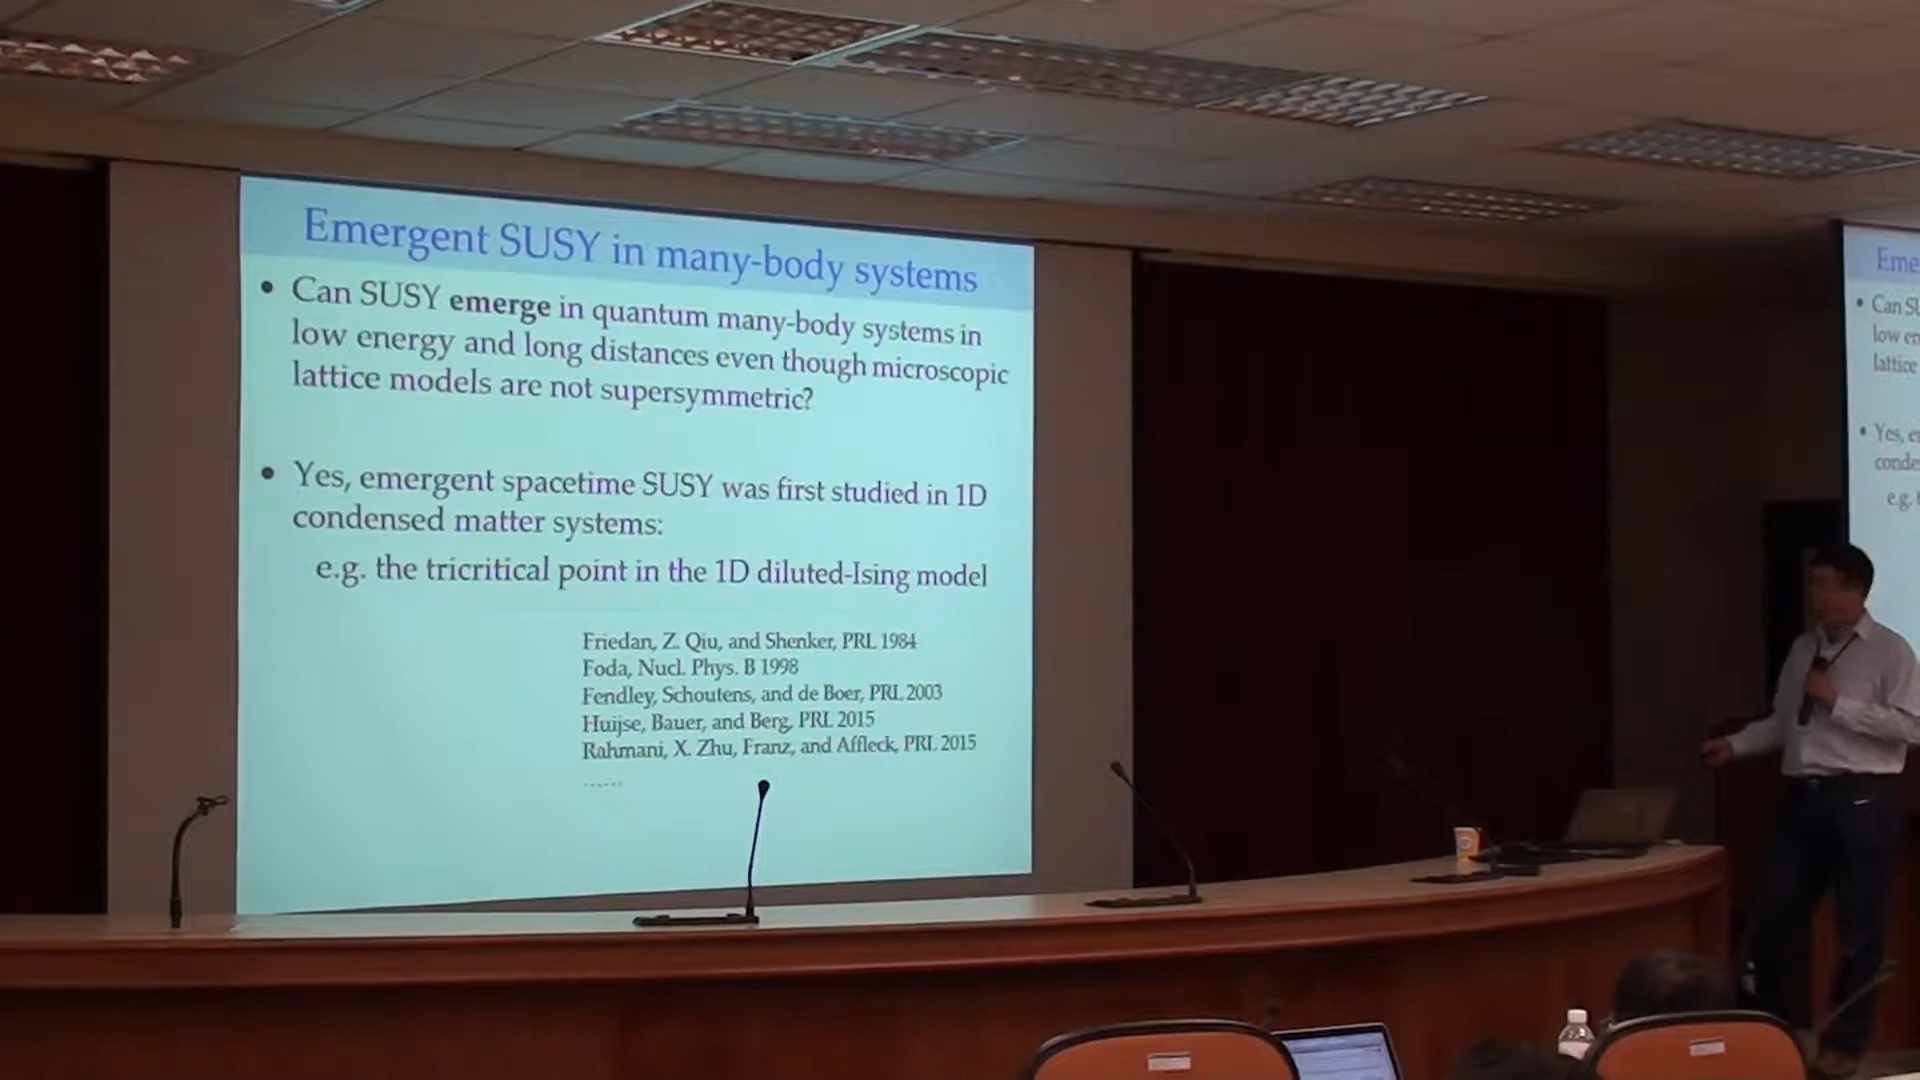 Emergent SUSY in many-body systems
• Can SUSY emerge in quantum many-body systems in
low energy and long distances even though microscopic
lattice models are not supersymmetric?
• Yes, emergent spacetime SUSY was first studied in 1D
condensed matter systems:
e.g. the tricritical point in the 1D diluted-Ising model
Friedan, Z. Qiu, and Shenker, PRL 1984
Foda, Nucl. Phys. B 1998
Fendley, Schoutens, and de Boer, PRL 2003
Huijse, Bauer, and Berg, PRL 2015
Rahmani, X. Zhu, Franz, and Affleck, PRL 2015
......
Eme
• Can SU
low en
lattice
• Yes, e
conde
e.g. t